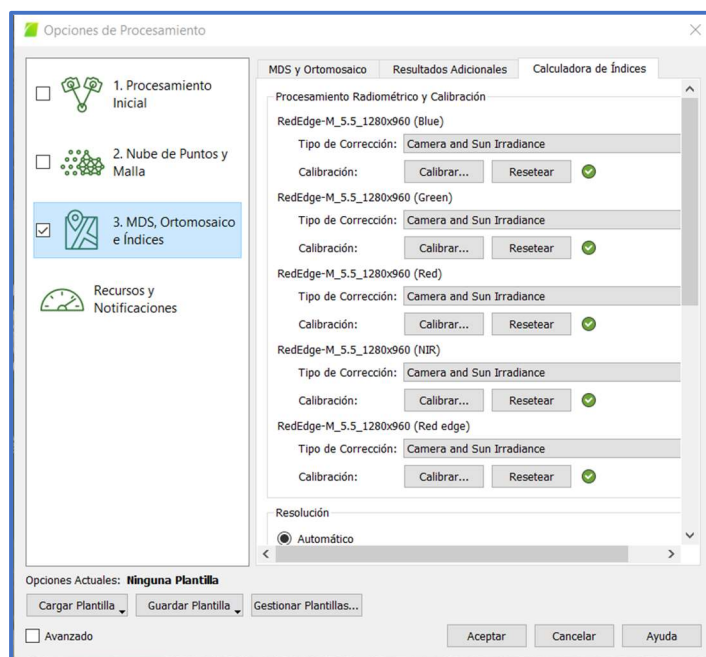 Opciones de Procesamiento
1. Procesamiento
Inicial
2. Nube de Puntos y
Malla
3. MDS, Ortomosaico
e Índices
Recursos y
Notificaciones
MDS y Ortomosaico
Resultados Adicionales
Calculadora de Índices
Procesamiento Radiométrico y Calibración
RedEdge-M_5.5_1280x960 (Blue)
Tipo de Corrección: Camera and Sun Irradiance
Calibración: Calibrar... Resetear
RedEdge-M_5.5_1280x960 (Green)
Tipo de Corrección: Camera and Sun Irradiance
Calibración: Calibrar... Resetear
RedEdge-M_5.5_1280x960 (Red)
Tipo de Corrección: Camera and Sun Irradiance
Calibración: Calibrar... Resetear
RedEdge-M_5.5_1280x960 (NIR)
Tipo de Corrección: Camera and Sun Irradiance
Calibración: Calibrar... Resetear
RedEdge-M_5.5_1280x960 (Red edge)
Tipo de Corrección: Camera and Sun Irradiance
Calibración: Calibrar... Resetear
Resolución
Automático
Opciones Actuales: Ninguna Plantilla
Cargar Plantilla Guardar Plantilla Gestionar Plantillas...
Avanzado
Aceptar Cancelar Ayuda